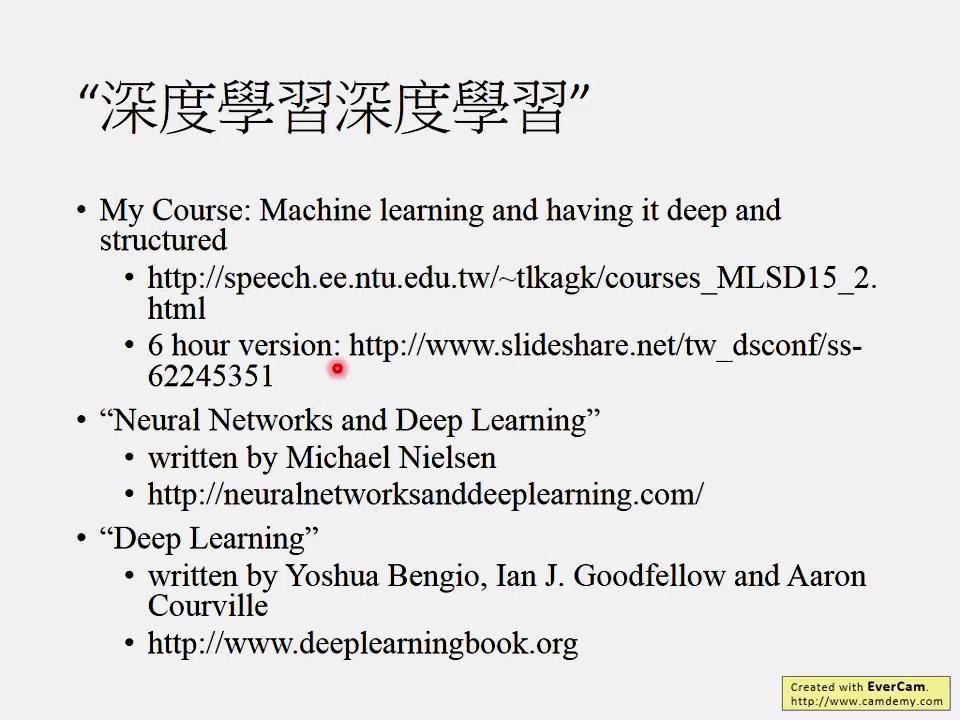 “深度學習深度學習”
• My Course: Machine learning and having it deep and
structured
• http://speech.ee.ntu.edu.tw/~tlkagk/courses_MLSD15_2.
html
• 6 hour version: http://www.slideshare.net/tw_dsconf/ss-
62245351
• “Neural Networks and Deep Learning”
• written by Michael Nielsen
• http://neuralnetworksanddeeplearning.com/
• “Deep Learning”
• written by Yoshua Bengio, Ian J. Goodfellow and Aaron
Courville
• http://www.deeplearningbook.org
Created with EverCam.
http://www.camdemy.com